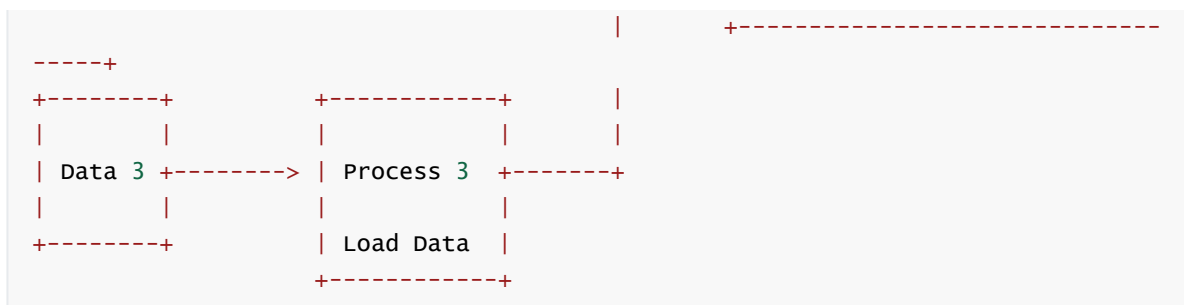 |       +------------------------------
-----+
+--------+          +------------+       |
|        |          |            |       |
| Data 3 +--------> | Process 3  +-------+
|        |          |            |
+--------+          | Load Data  |
                    +------------+